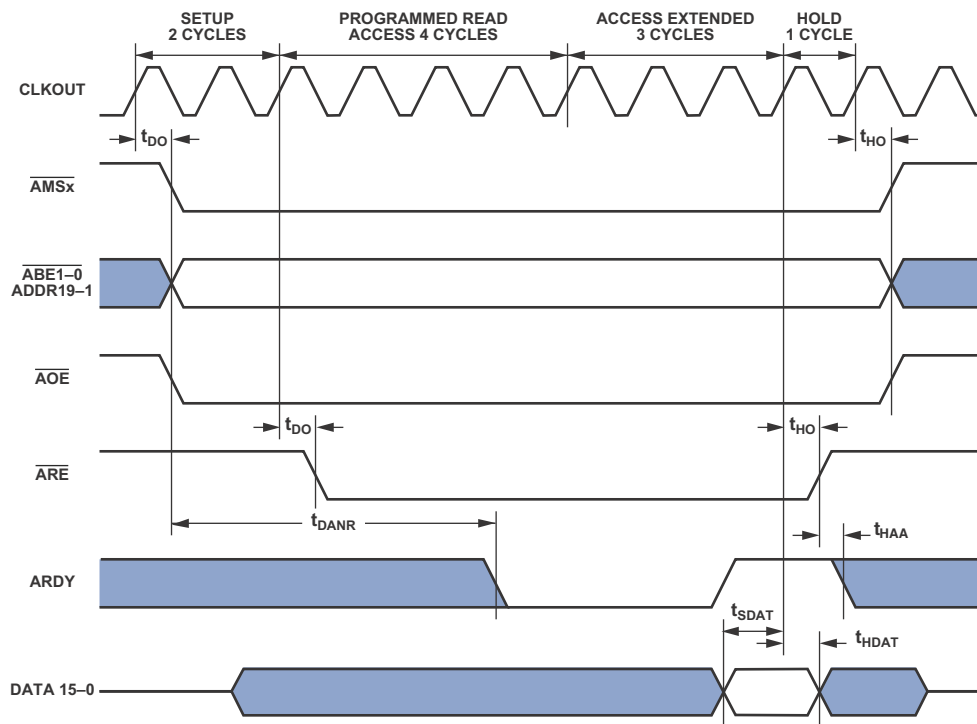 SETUP
2 CYCLES
PROGRAMMED READ
ACCESS 4 CYCLES
ACCESS EXTENDED
3 CYCLES
HOLD
1 CYCLE
CLKOUT
tDO
tHO
AMSx
ABE1–0
ADDR19–1
AOE
tDO
tHO
ARE
tDANR
tHAA
ARDY
tSDAT
tHDAT
DATA 15–0